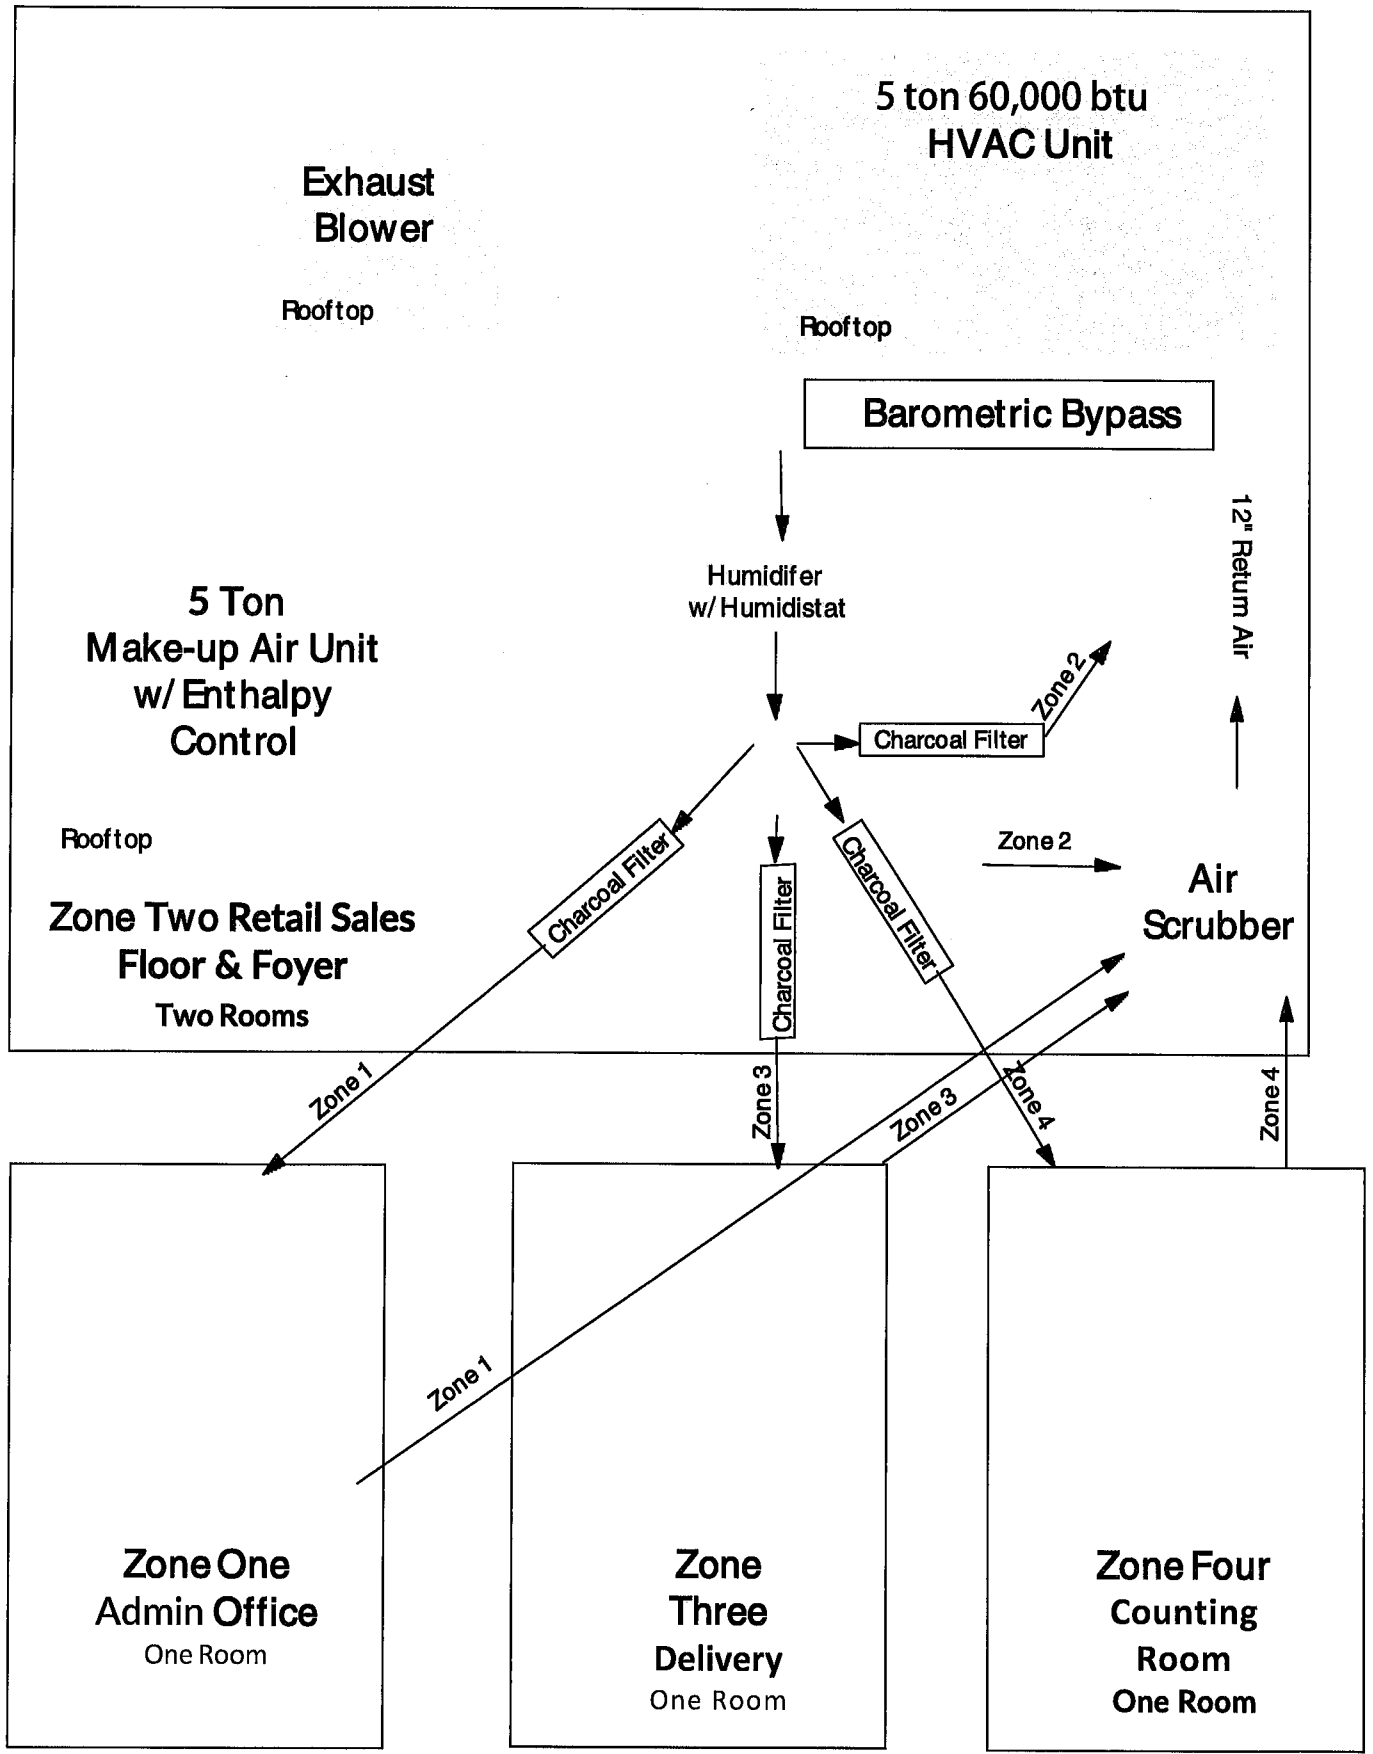 5 ton 60,000 btu
HVAC Unit
Exhaust
Blower
Rooftop
Rooftop
Barometric Bypass
12" Return Air
Humidifer
w/ Humidistat
5 Ton
Make-up Air Unit
w/ Enthalpy
Control
Rooftop
Zone 2
Charcoal Filter
Charcoal Filter
Charcoal Filter
Charcoal Filter
Zone 2
Air
Scrubber
Zone Two Retail Sales
Floor & Foyer
Two Rooms
Zone 1
Zone 3
Zone 3
Zone 4
Zone 4
Zone 1
Zone One
Admin Office
One Room
Zone
Three
Delivery
One Room
Zone Four
Counting
Room
One Room